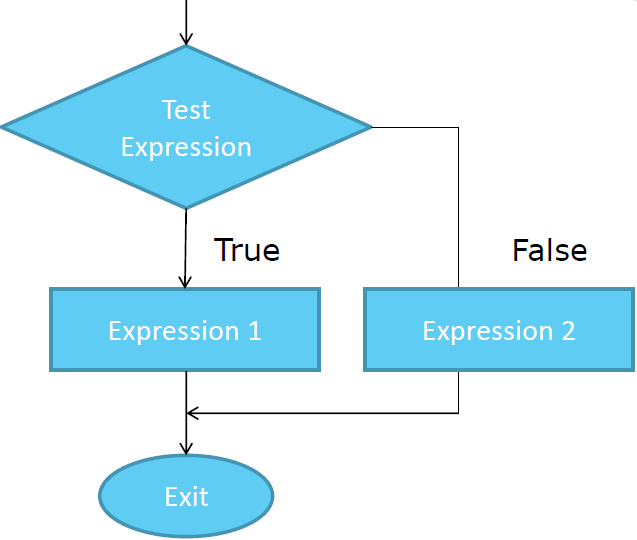 Test
Expression
True
False
Expression 1
Expression 2
Exit